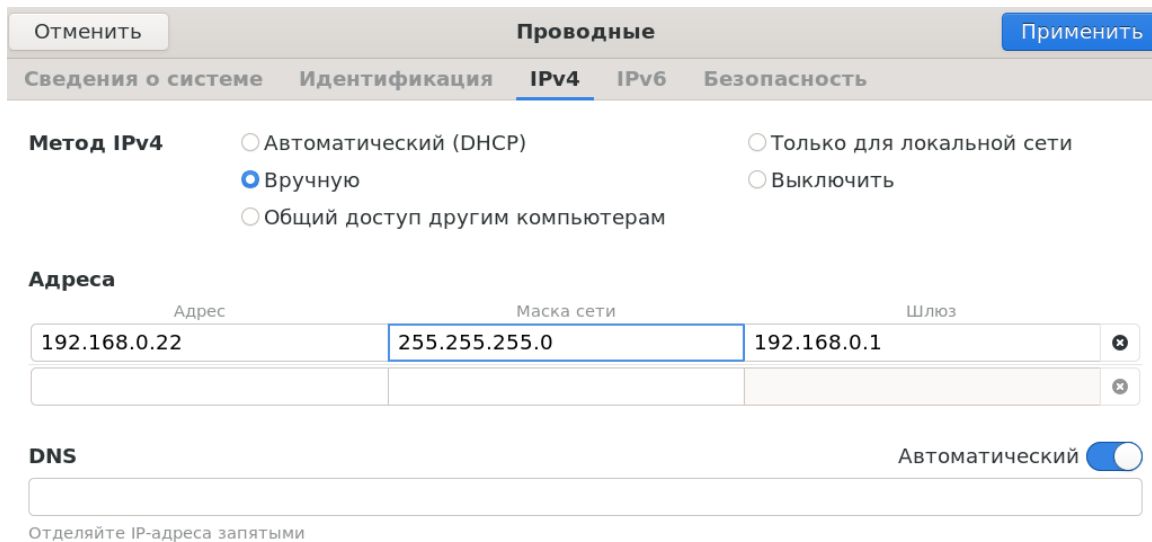 Отменить Проводные Применить
Сведения о системе Идентификация IPv4 IPv6 Безопасность
Метод IPv4 Автоматический (DHCP) Только для локальной сети
Вручную Выключить
Общий доступ другим компьютерам
Адреса
Адрес Маска сети Шлюз
192.168.0.22 255.255.255.0 192.168.0.1
DNS Автоматический
Отделяйте IP-адреса запятыми